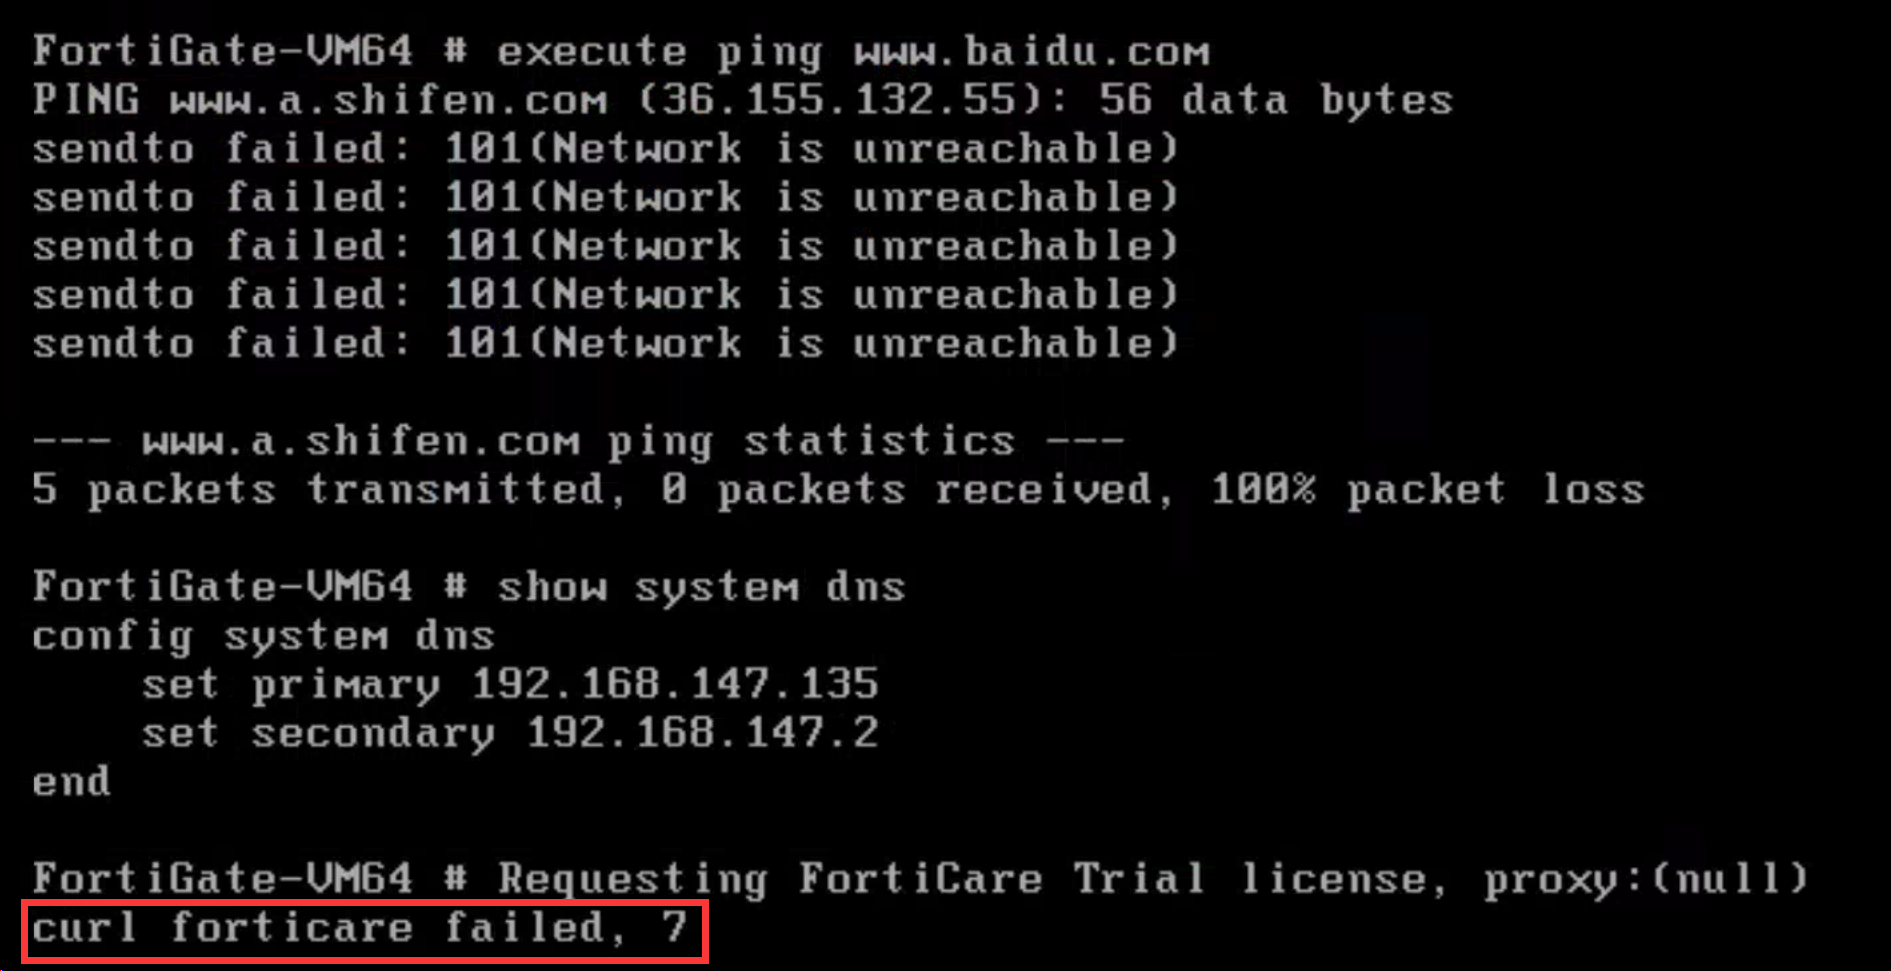 FortiGate-VM64 # execute ping www.baidu.com
PING www.a.shifen.com (36.155.132.55): 56 data bytes
sendto failed: 101(Network is unreachable)
sendto failed: 101(Network is unreachable)
sendto failed: 101(Network is unreachable)
sendto failed: 101(Network is unreachable)
sendto failed: 101(Network is unreachable)
--- www.a.shifen.com ping statistics ---
5 packets transmitted, 0 packets received, 100% packet loss
FortiGate-VM64 # show system dns
config system dns
    set primary 192.168.147.135
    set secondary 192.168.147.2
end
FortiGate-VM64 # Requesting FortiCare Trial license, proxy:(null)
curl forticare failed, 7